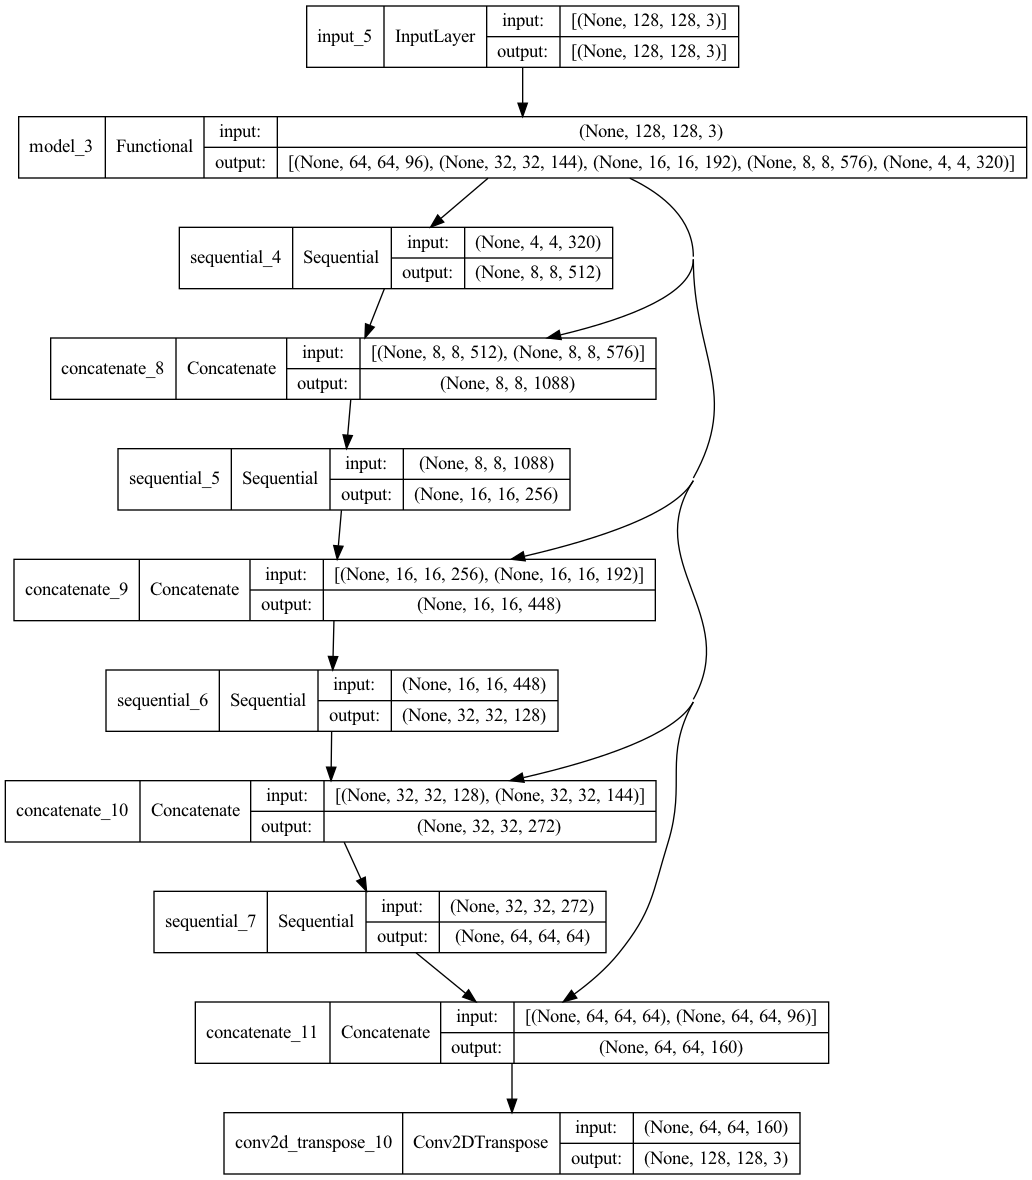 input_5 InputLayer input: [(None, 128, 128, 3)]
output: [(None, 128, 128, 3)]
model_3 Functional input: (None, 128, 128, 3)
output: [(None, 64, 64, 96), (None, 32, 32, 144), (None, 16, 16, 192), (None, 8, 8, 576), (None, 4, 4, 320)]
sequential_4 Sequential input: (None, 4, 4, 320)
output: (None, 8, 8, 512)
concatenate_8 Concatenate input: [(None, 8, 8, 512), (None, 8, 8, 576)]
output: (None, 8, 8, 1088)
sequential_5 Sequential input: (None, 8, 8, 1088)
output: (None, 16, 16, 256)
concatenate_9 Concatenate input: [(None, 16, 16, 256), (None, 16, 16, 192)]
output: (None, 16, 16, 448)
sequential_6 Sequential input: (None, 16, 16, 448)
output: (None, 32, 32, 128)
concatenate_10 Concatenate input: [(None, 32, 32, 128), (None, 32, 32, 144)]
output: (None, 32, 32, 272)
sequential_7 Sequential input: (None, 32, 32, 272)
output: (None, 64, 64, 64)
concatenate_11 Concatenate input: [(None, 64, 64, 64), (None, 64, 64, 96)]
output: (None, 64, 64, 160)
conv2d_transpose_10 Conv2DTranspose input: (None, 64, 64, 160)
output: (None, 128, 128, 3)